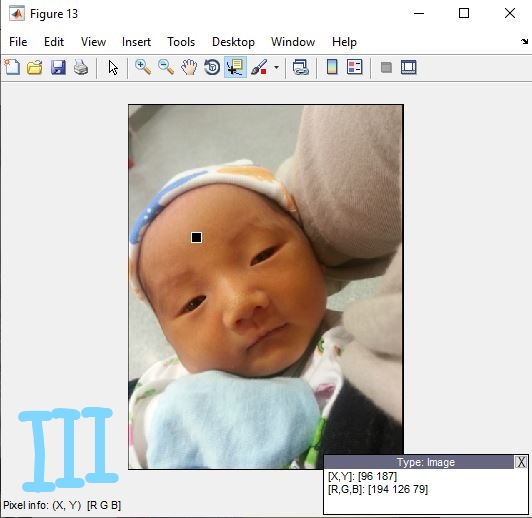 Figure 13
File Edit View Insert Tools Desktop Window Help
III
Type: Image X
[X,Y]: [96 187]
[R,G,B]: [194 126 79]
Pixel info: (X, Y) [R G B]